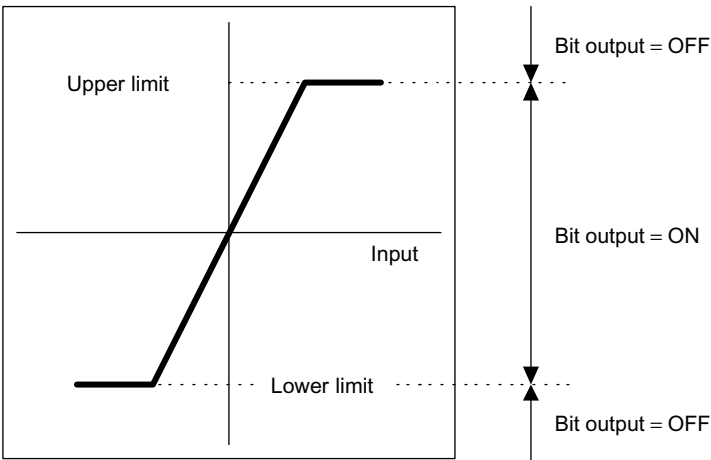 Bit output = OFF
Upper limit
Bit output = ON
Input
Lower limit
Bit output = OFF